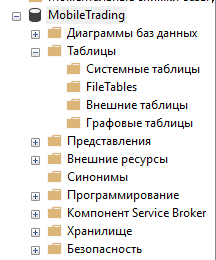 MobileTrading
Диаграммы баз данных
Таблицы
Системные таблицы
FileTables
Внешние таблицы
Графовые таблицы
Представления
Внешние ресурсы
Синонимы
Программирование
Компонент Service Broker
Хранилище
Безопасность